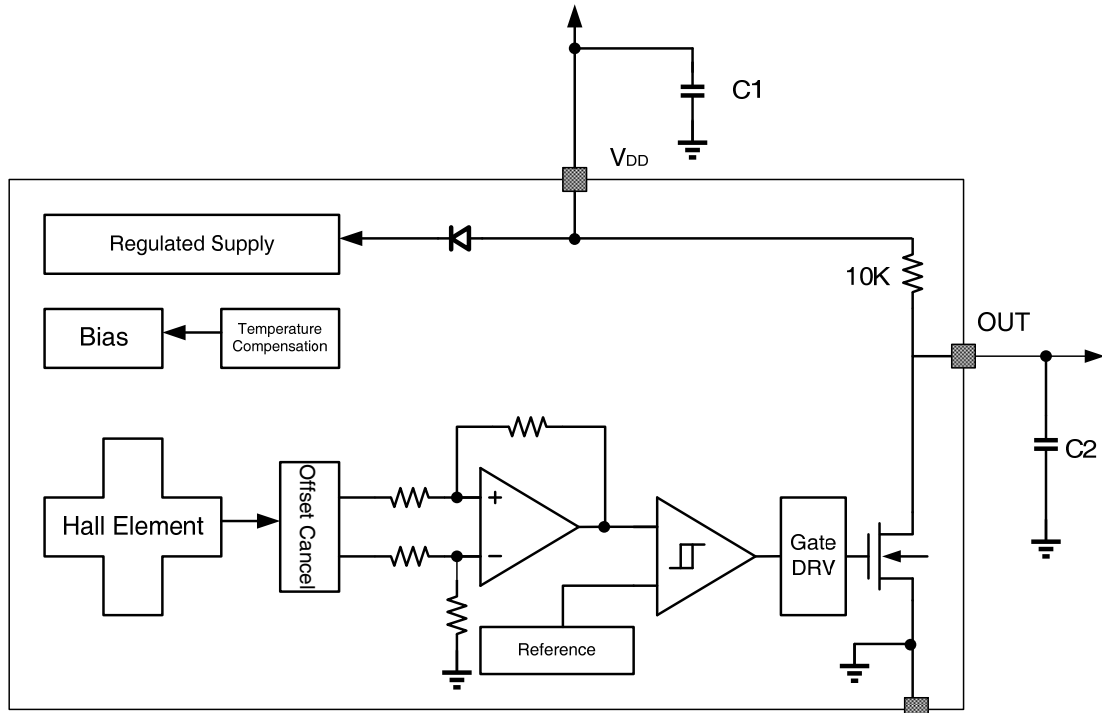 C1
VDD
Regulated Supply
10K
OUT
Bias
Temperature
Compensation
C2
Hall Element
Offset Cancel
+
−
Gate
DRV
Reference